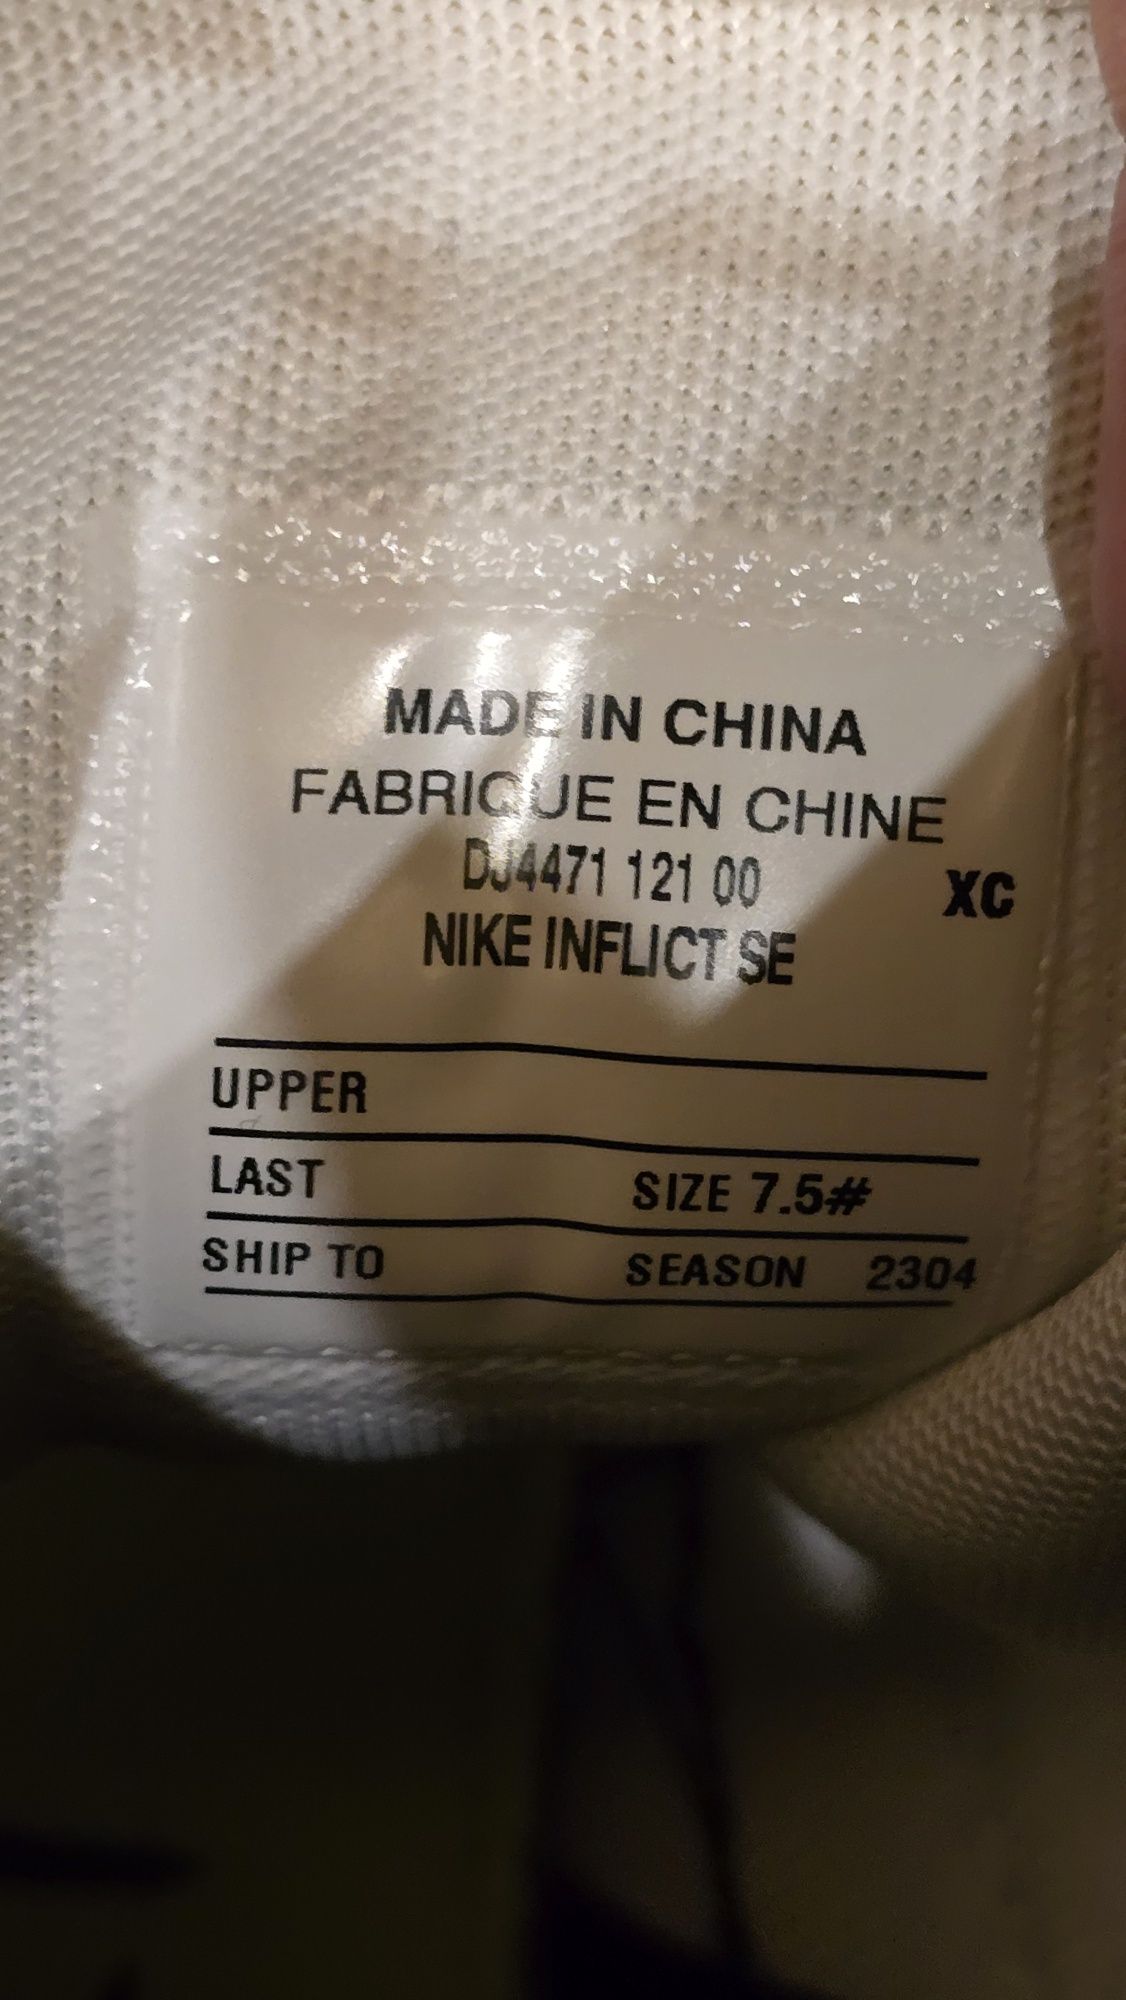 MADE IN CHINA
FABRIQUE EN CHINE
DJ4471 121 00
XC
NIKE INFLICT SE
UPPER
LAST SIZE 7.5#
SHIP TO SEASON 2304